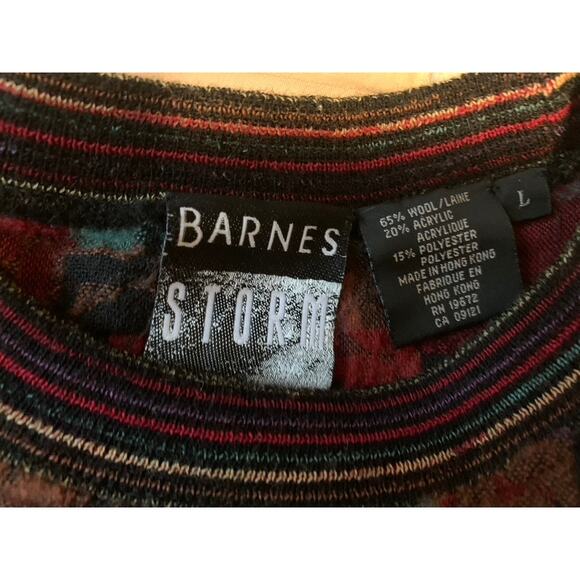 BARNES
STORM
65% WOOL/LAINE
20% ACRYLIC
ACRYLIQUE
15% POLYESTER
POLYESTER
MADE IN HONG KONG
FABRIQUE EN
HONG KONG
RN 19672
CA 09121
L